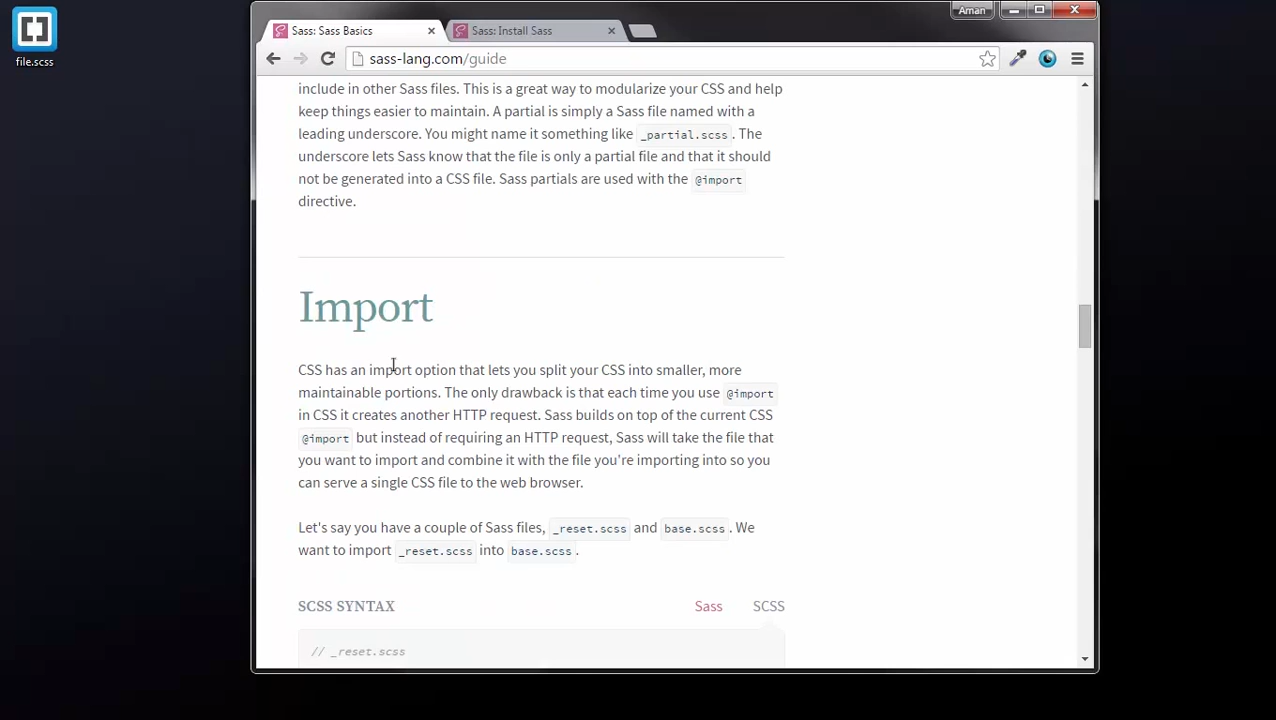 file.scss
Sass: Sass Basics
Sass: Install Sass
Aman
sass-lang.com/guide
include in other Sass files. This is a great way to modularize your CSS and help
keep things easier to maintain. A partial is simply a Sass file named with a
leading underscore. You might name it something like _partial.scss. The
underscore lets Sass know that the file is only a partial file and that it should
not be generated into a CSS file. Sass partials are used with the @import
directive.
Import
CSS has an import option that lets you split your CSS into smaller, more
maintainable portions. The only drawback is that each time you use @import
in CSS it creates another HTTP request. Sass builds on top of the current CSS
@import but instead of requiring an HTTP request, Sass will take the file that
you want to import and combine it with the file you're importing into so you
can serve a single CSS file to the web browser.
Let's say you have a couple of Sass files, _reset.scss and base.scss. We
want to import _reset.scss into base.scss.
SCSS SYNTAX Sass SCSS
// _reset.scss